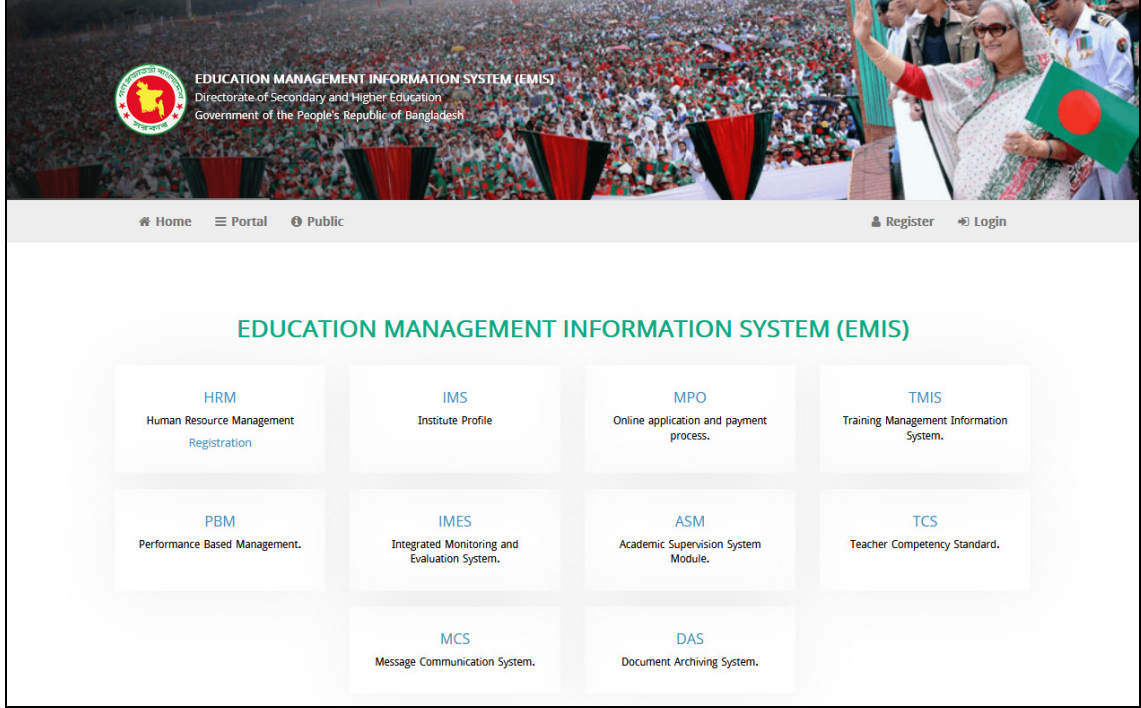 EDUCATION MANAGEMENT INFORMATION SYSTEM (EMIS)
Directorate of Secondary and Higher Education
Government of the People's Republic of Bangladesh
Home Portal Public Register Login
EDUCATION MANAGEMENT INFORMATION SYSTEM (EMIS)
HRM
Human Resource Management
Registration
IMS
Institute Profile
MPO
Online application and payment
process.
TMIS
Training Management Information
System.
PBM
Performance Based Management.
IMES
Integrated Monitoring and
Evaluation System.
ASM
Academic Supervision System
Module.
TCS
Teacher Competency Standard.
MCS
Message Communication System.
DAS
Document Archiving System.